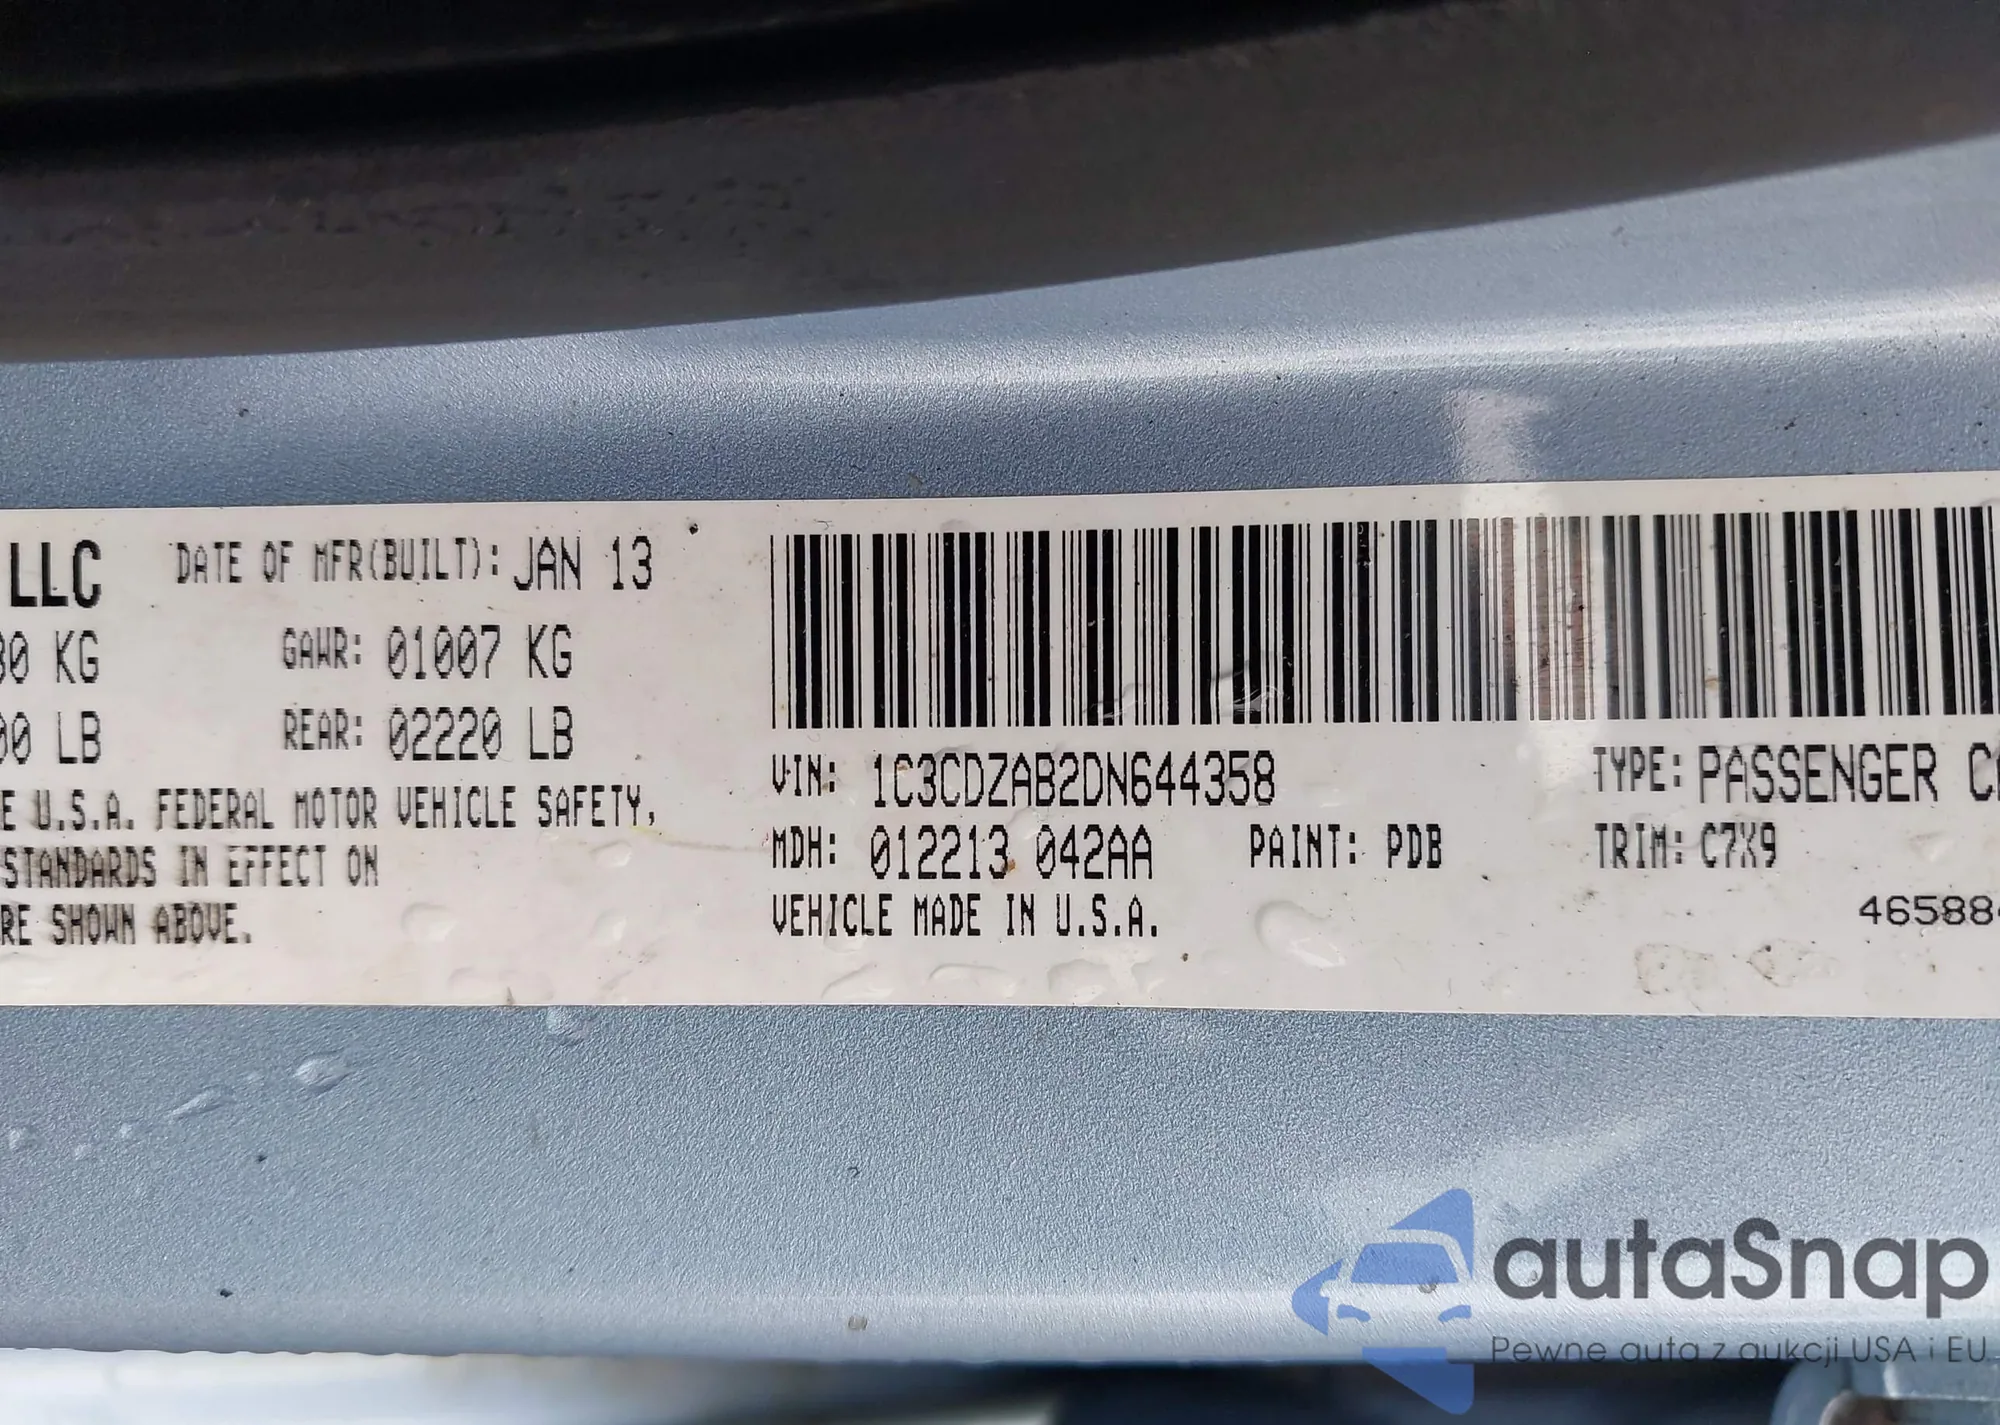 LLC DATE OF MFR(BUILT): JAN 13
KG GAWR: 01007 KG
LB REAR: 02220 LB
E U.S.A. FEDERAL MOTOR VEHICLE SAFETY,
STANDARDS IN EFFECT ON
RE SHOWN ABOVE.
VIN: 1C3CDZAB2DN644358 TYPE: PASSENGER
MDH: 012213 042AA PAINT: PDB TRIM: C7X9
VEHICLE MADE IN U.S.A.
46588
autaSnap
Pewne auta z aukcji USA i EU